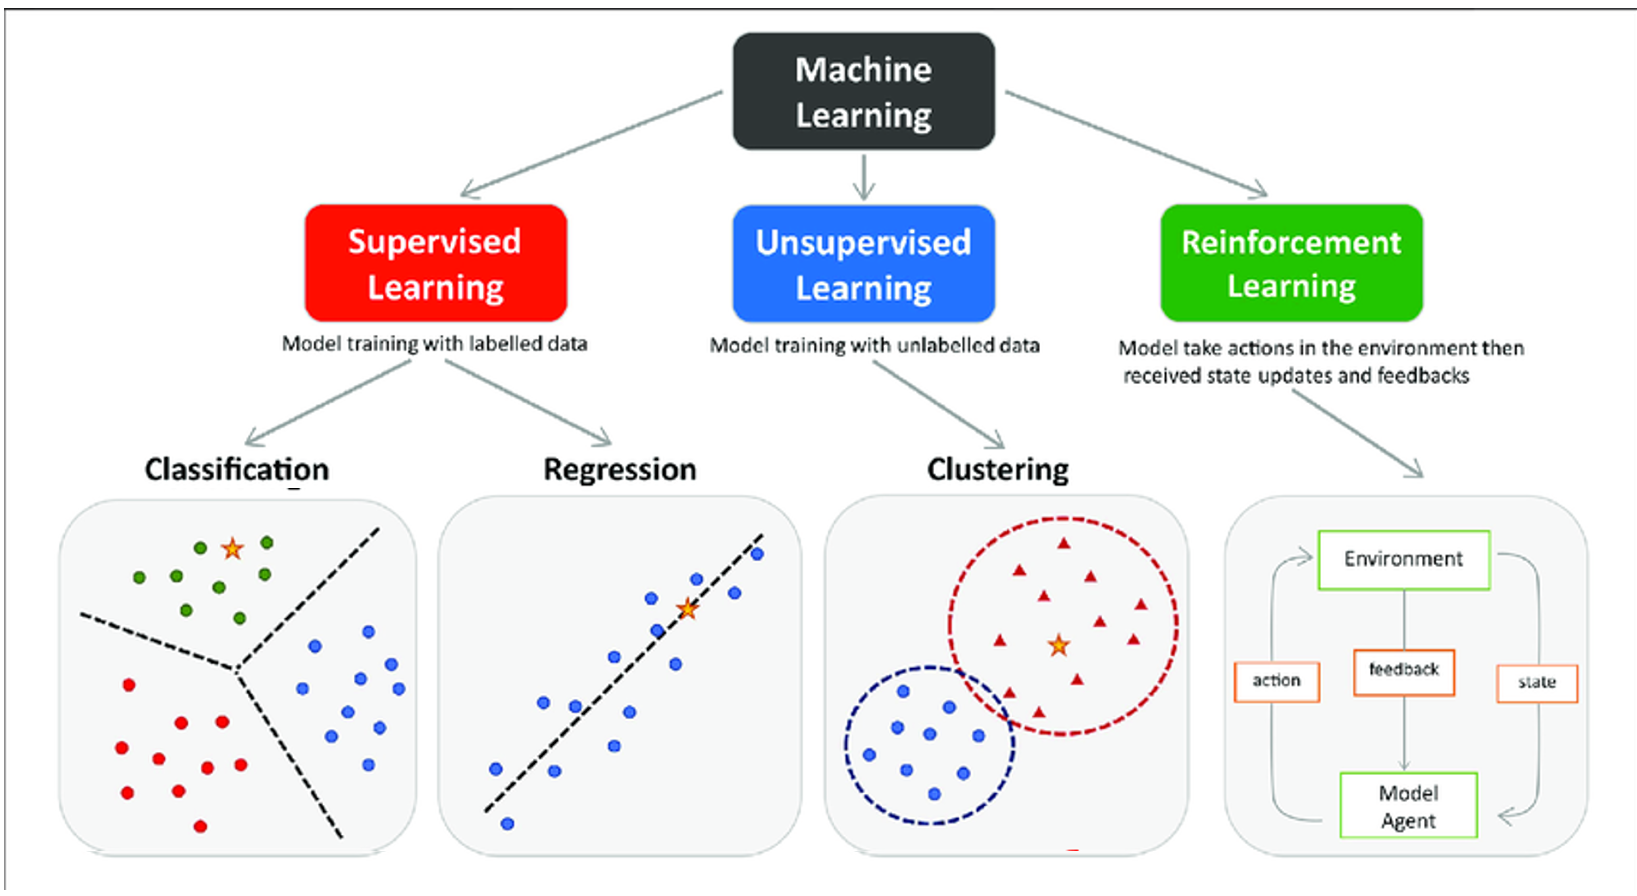 Machine
Learning
Supervised
Learning
Unsupervised
Learning
Reinforcement
Learning
Model training with labelled data
Model training with unlabelled data
Model take actions in the environment then
received state updates and feedbacks
Classification
Regression
Clustering
Environment
action
feedback
state
Model
Agent